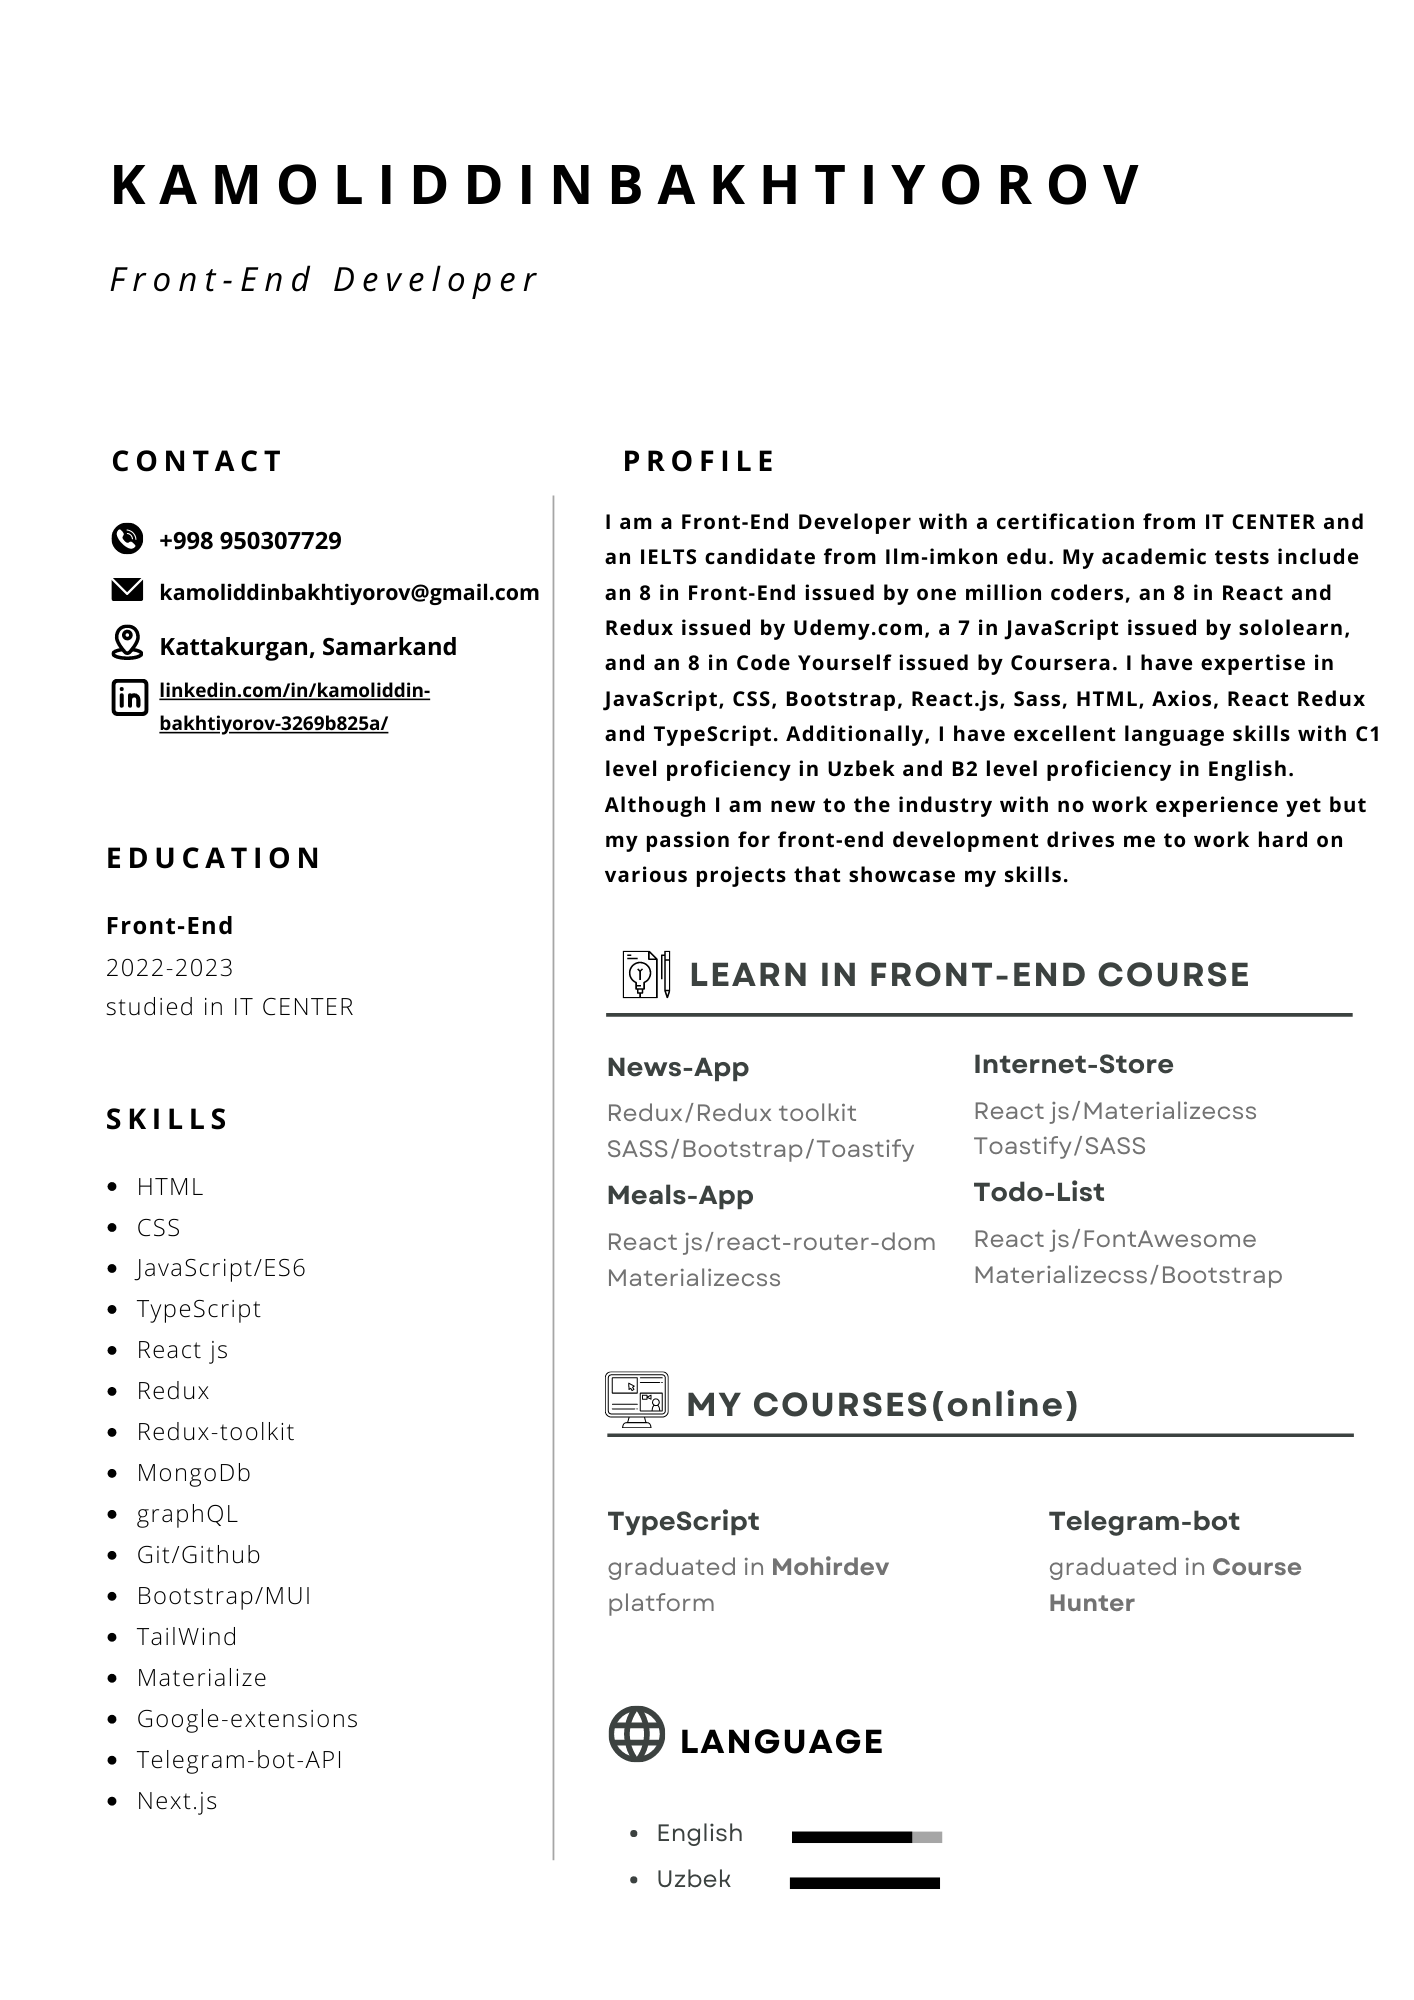 KAMOLIDDINBAKHTIYOROV
Front-End Developer
CONTACT
+998 950307729
kamoliddinbakhtiyorov@gmail.com
Kattakurgan, Samarkand
in
linkedin.com/in/kamoliddin-
bakhtiyorov-3269b825a/
EDUCATION
Front-End
2022-2023
studied in IT CENTER
SKILLS
• HTML
• CSS
• JavaScript/ES6
• TypeScript
• React js
• Redux
• Redux-toolkit
• MongoDb
• graphQL
• Git/Github
• Bootstrap/MUI
• TailWind
• Materialize
• Google-extensions
• Telegram-bot-API
• Next.js
PROFILE
I am a Front-End Developer with a certification from IT CENTER and
an IELTS candidate from Ilm-imkon edu. My academic tests include
an 8 in Front-End issued by one million coders, an 8 in React and
Redux issued by Udemy.com, a 7 in JavaScript issued by sololearn,
and an 8 in Code Yourself issued by Coursera. I have expertise in
JavaScript, CSS, Bootstrap, React.js, Sass, HTML, Axios, React Redux
and TypeScript. Additionally, I have excellent language skills with C1
level proficiency in Uzbek and B2 level proficiency in English.
Although I am new to the industry with no work experience yet but
my passion for front-end development drives me to work hard on
various projects that showcase my skills.
LEARN IN FRONT-END COURSE
News-App
Redux/Redux toolkit
SASS/Bootstrap/Toastify
Internet-Store
React js/Materializecss
Toastify/SASS
Meals-App
React js/react-router-dom
Materializecss
Todo-List
React js/FontAwesome
Materializecss/Bootstrap
MY COURSES(online)
TypeScript
graduated in Mohirdev
platform
Telegram-bot
graduated in Course
Hunter
LANGUAGE
• English
• Uzbek